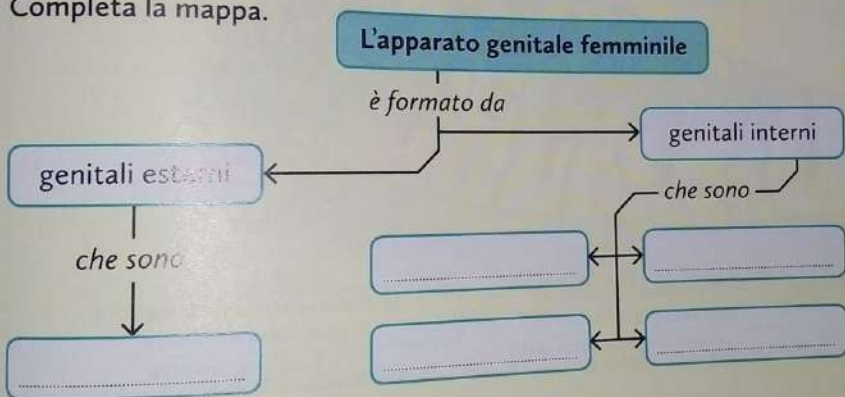 Completa la mappa.
L'apparato genitale femminile
è formato da
genitali interni
genitali esterni
che sono
che sono